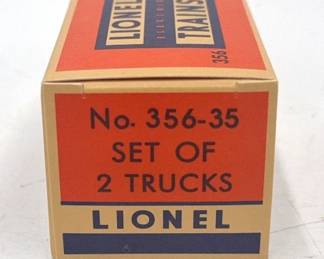 LIONEL
TRAINS
356
No. 356-35
SET OF
2 TRUCKS
LIONEL